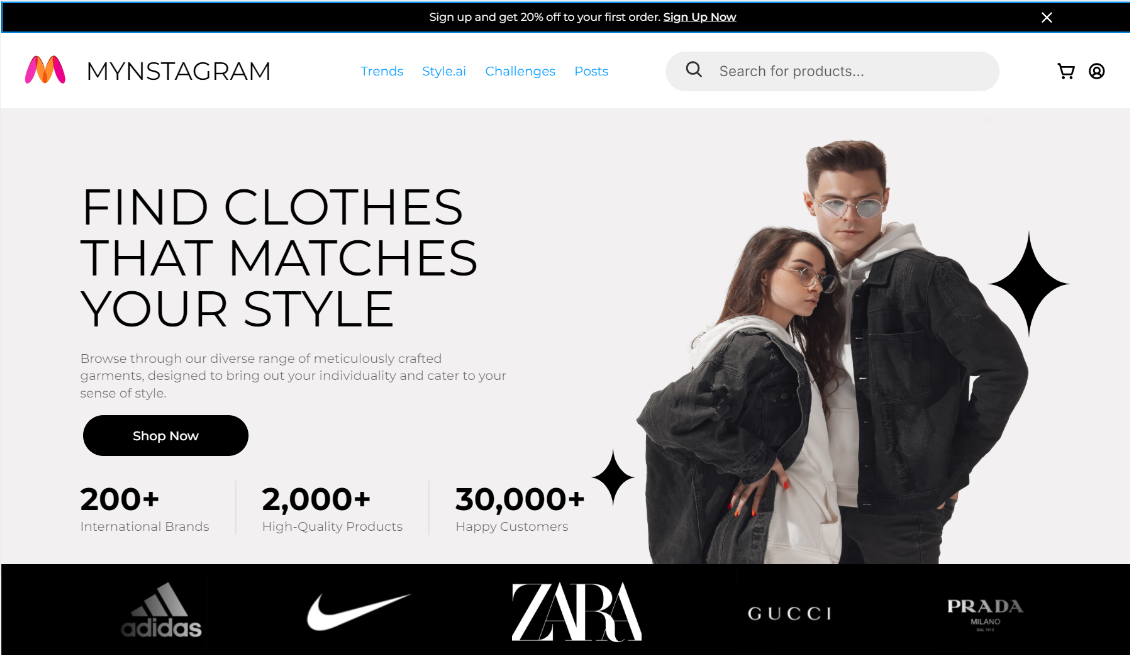 Sign up and get 20% off to your first order. Sign Up Now
MYNSTAGRAM
Trends Style.ai Challenges Posts
Search for products...
FIND CLOTHES
THAT MATCHES
YOUR STYLE
Browse through our diverse range of meticulously crafted
garments, designed to bring out your individuality and cater to your
sense of style.
Shop Now
200+ 2,000+ 30,000+
International Brands High-Quality Products Happy Customers
adidas ZARA GUCCI PRADA
MILANO